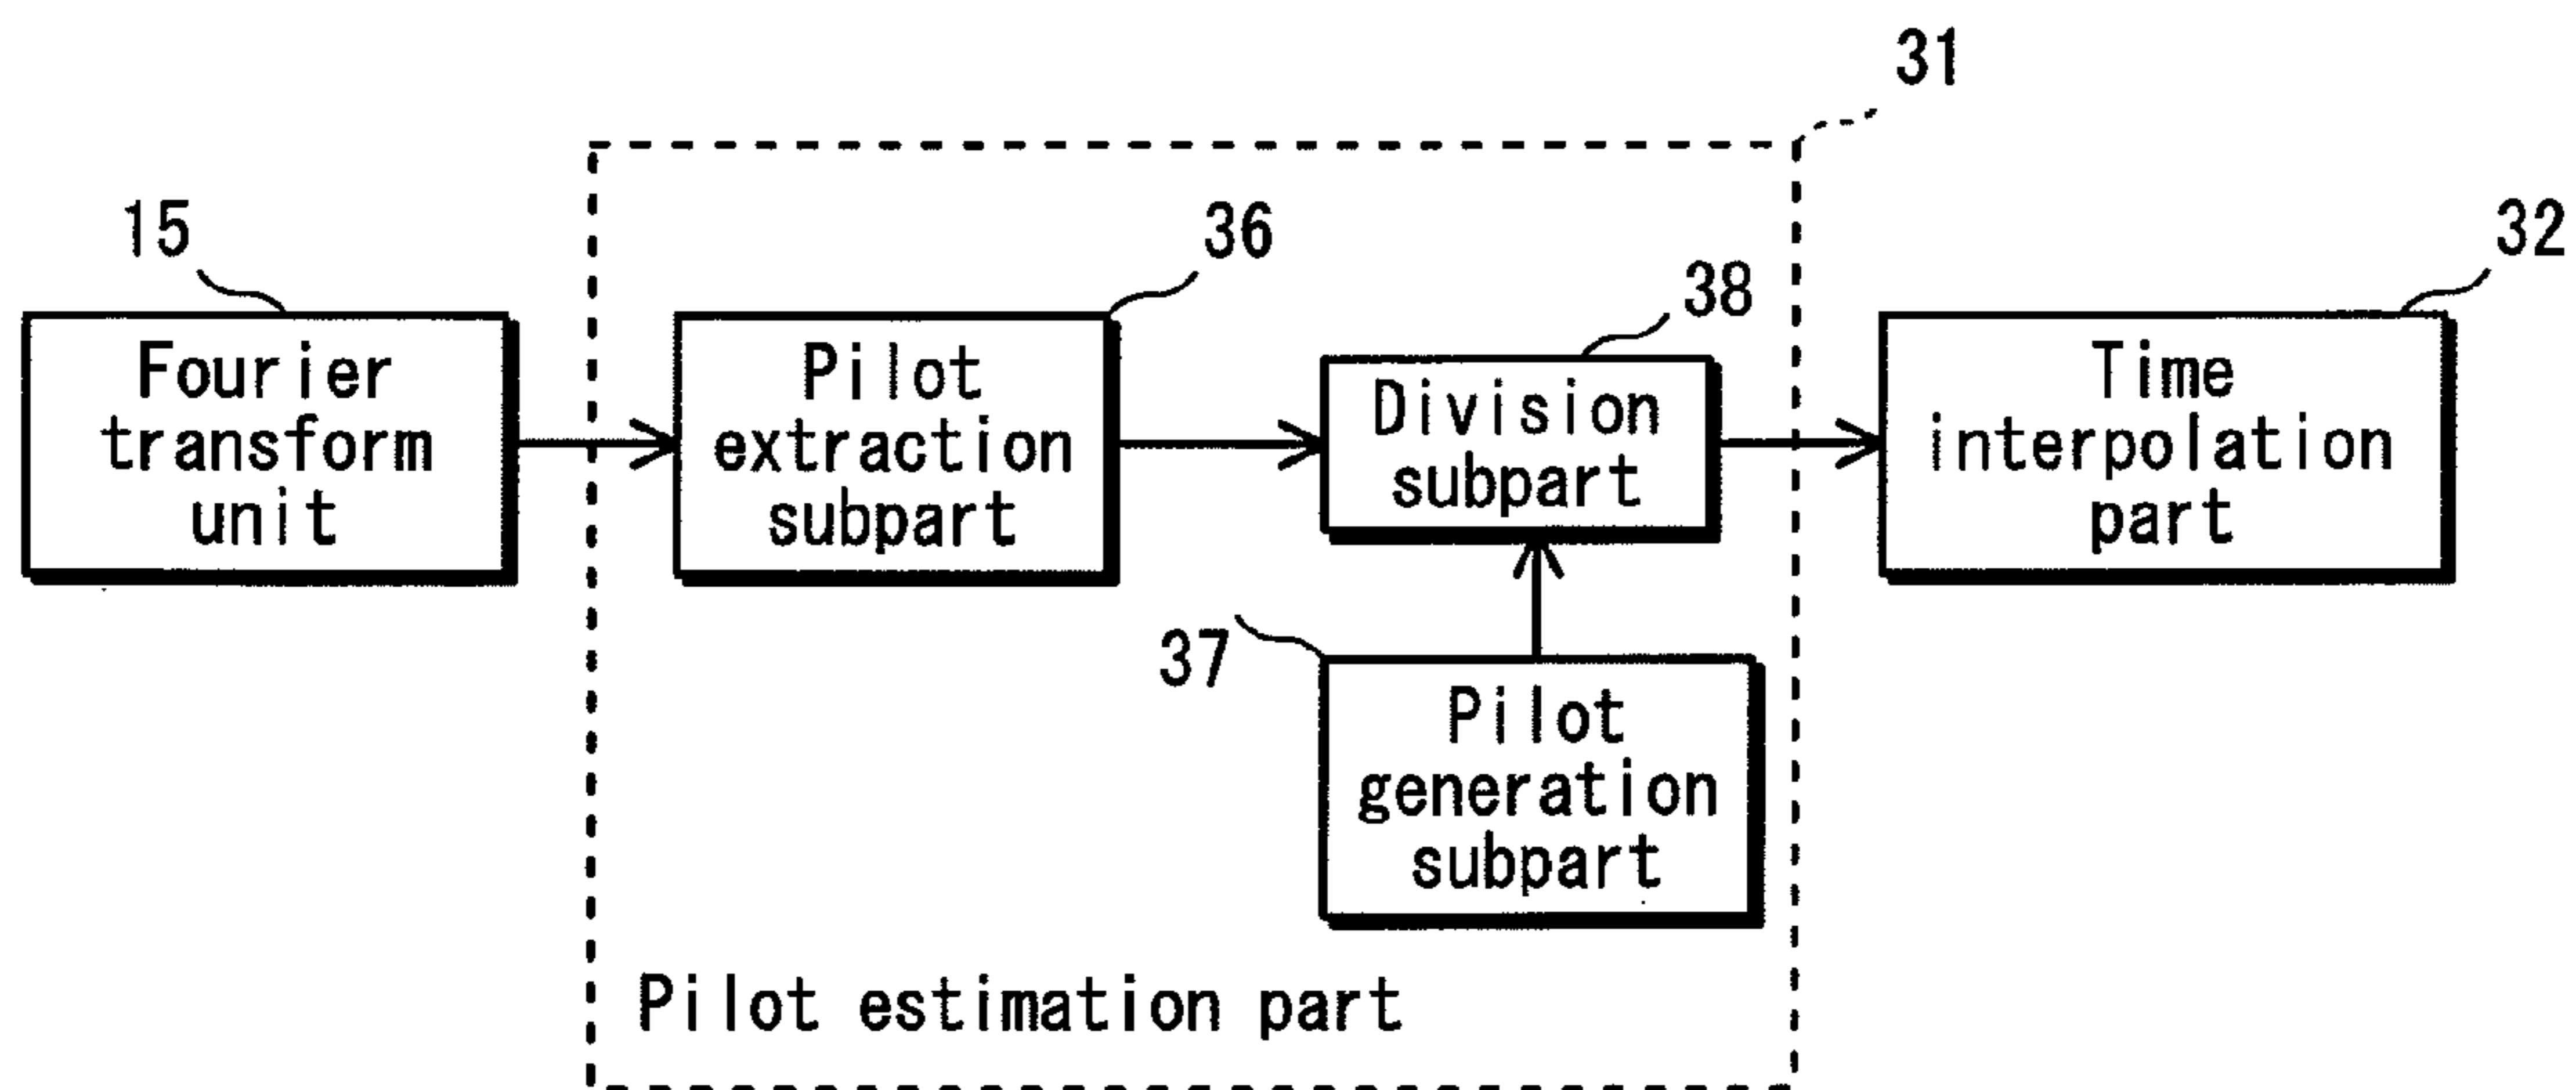 31
15
36
38
32
Fourier
transform
unit
Pilot
extraction
subpart
Division
subpart
Time
interpolation
part
37
Pilot
generation
subpart
Pilot estimation part